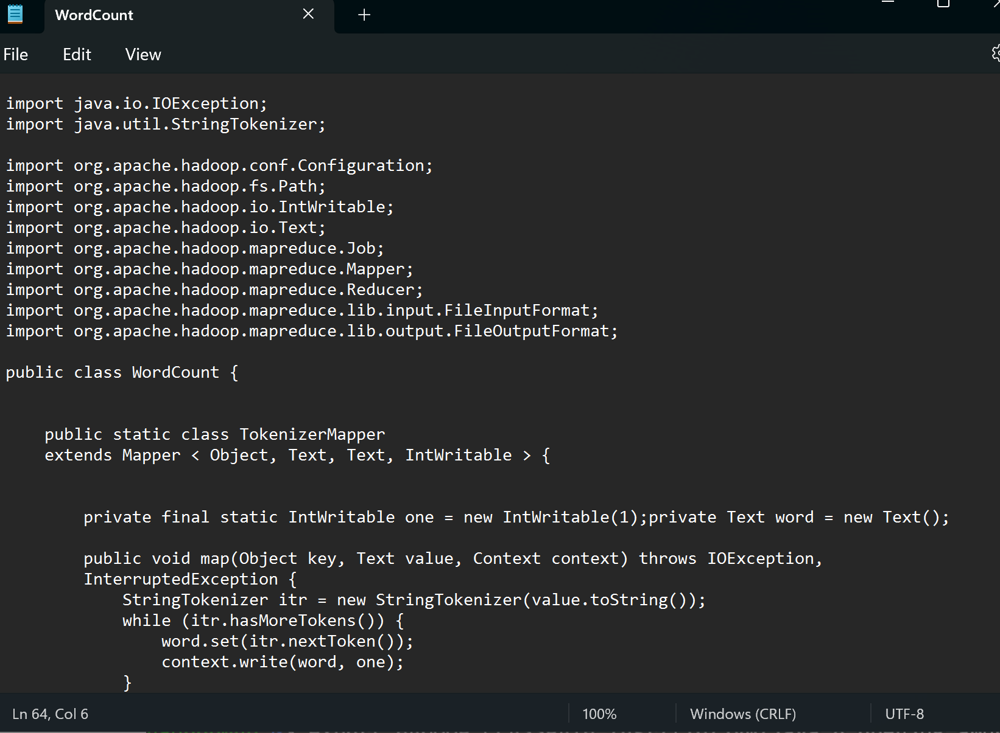 WordCount
File Edit View
import java.io.IOException;
import java.util.StringTokenizer;
import org.apache.hadoop.conf.Configuration;
import org.apache.hadoop.fs.Path;
import org.apache.hadoop.io.IntWritable;
import org.apache.hadoop.io.Text;
import org.apache.hadoop.mapreduce.Job;
import org.apache.hadoop.mapreduce.Mapper;
import org.apache.hadoop.mapreduce.Reducer;
import org.apache.hadoop.mapreduce.lib.input.FileInputFormat;
import org.apache.hadoop.mapreduce.lib.output.FileOutputFormat;
public class WordCount {
    public static class TokenizerMapper
    extends Mapper < Object, Text, Text, IntWritable > {
        private final static IntWritable one = new IntWritable(1);private Text word = new Text();
        public void map(Object key, Text value, Context context) throws IOException,
        InterruptedException {
            StringTokenizer itr = new StringTokenizer(value.toString());
            while (itr.hasMoreTokens()) {
                word.set(itr.nextToken());
                context.write(word, one);
            }
Ln 64, Col 6 100% Windows (CRLF) UTF-8